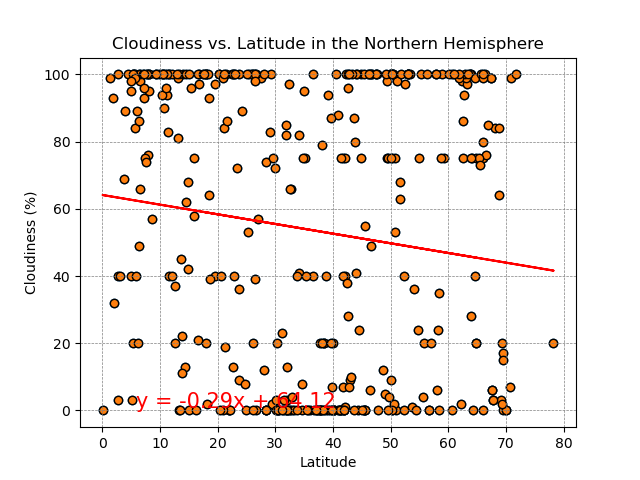 Cloudiness vs. Latitude in the Northern Hemisphere
Cloudiness (%)
100
80
60
40
20
0
y = -0.29x + 64.12
0 10 20 30 40 50 60 70 80
Latitude